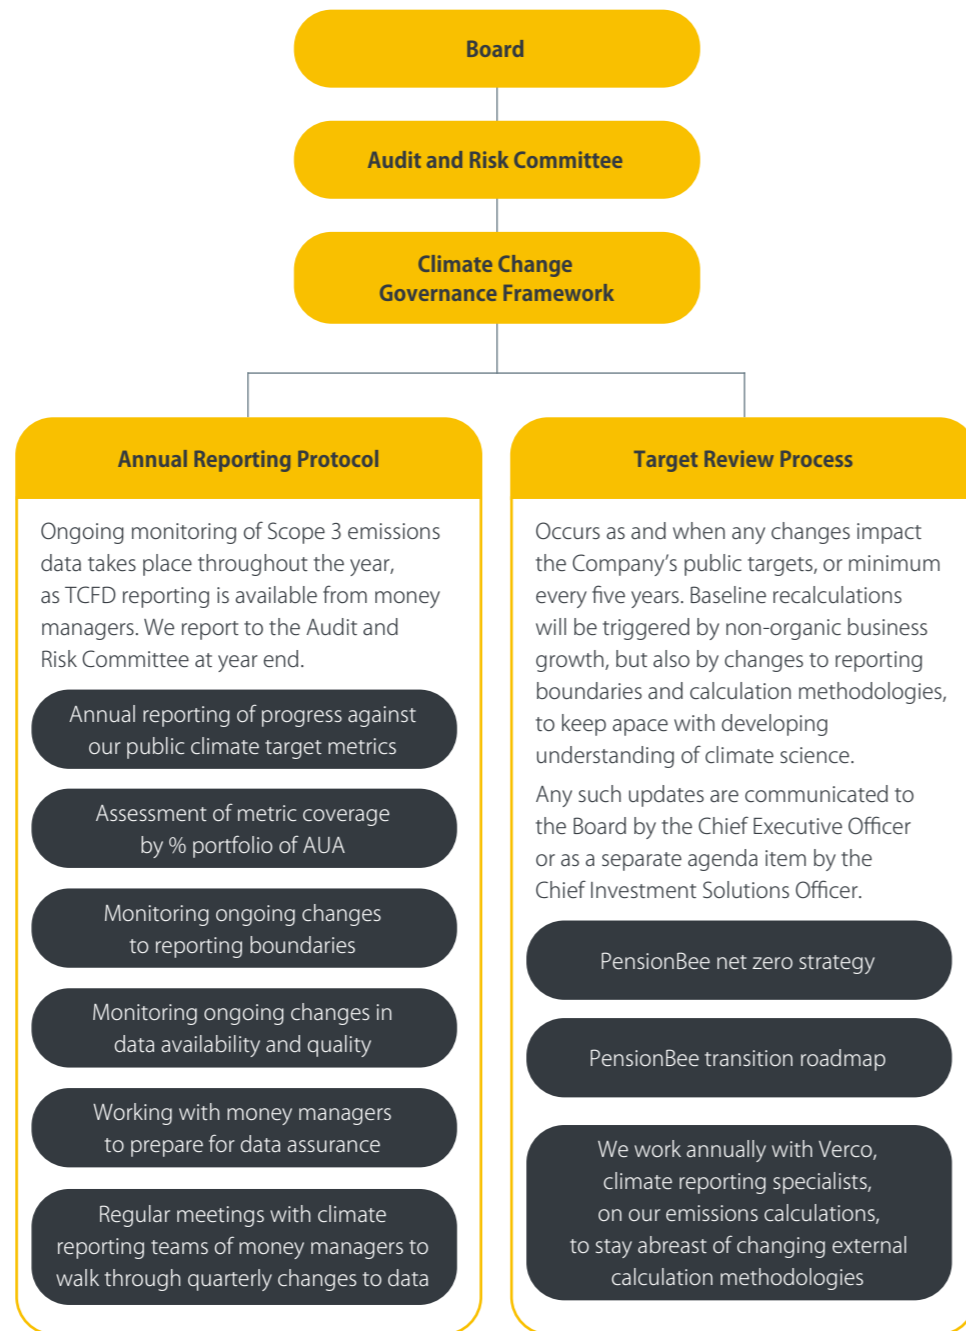 Board
Audit and Risk Committee
Climate Change
Governance Framework
Annual Reporting Protocol
Ongoing monitoring of Scope 3 emissions
data takes place throughout the year,
as TCFD reporting is available from money
managers. We report to the Audit and
Risk Committee at year end.
Annual reporting of progress against
our public climate target metrics
Assessment of metric coverage
by % portfolio of AUA
Monitoring ongoing changes
to reporting boundaries
Monitoring ongoing changes in
data availability and quality
Working with money managers
to prepare for data assurance
Regular meetings with climate
reporting teams of money managers to
walk through quarterly changes to data
Target Review Process
Occurs as and when any changes impact
the Company’s public targets, or minimum
every five years. Baseline recalculations
will be triggered by non-organic business
growth, but also by changes to reporting
boundaries and calculation methodologies,
to keep apace with developing
understanding of climate science.
Any such updates are communicated to
the Board by the Chief Executive Officer
or as a separate agenda item by the
Chief Investment Solutions Officer.
PensionBee net zero strategy
PensionBee transition roadmap
We work annually with Verco,
climate reporting specialists,
on our emissions calculations,
to stay abreast of changing external
calculation methodologies